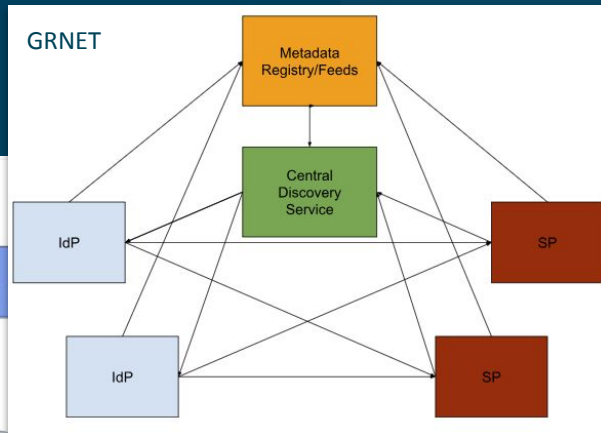 GRNET
Metadata
Registry/Feeds
Central
Discovery
Service
IdP
SP
IdP
SP